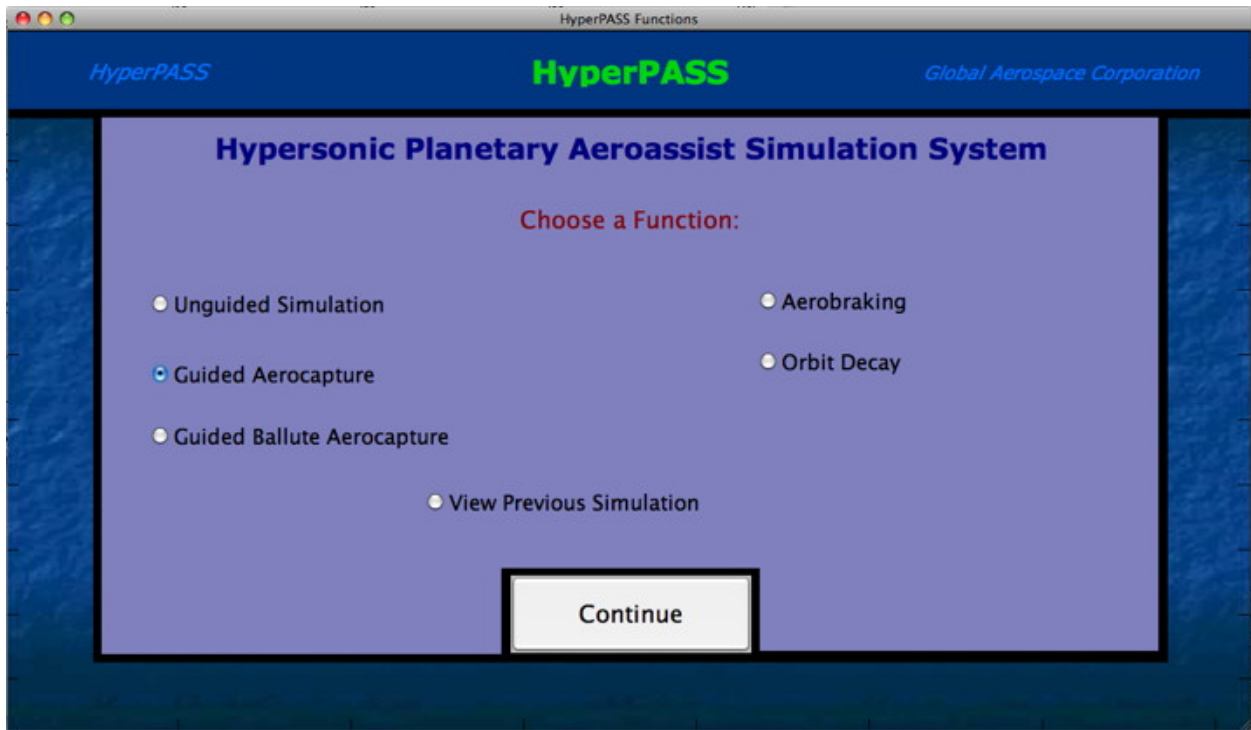 HyperPASS Functions
HyperPASS
HyperPASS
Global Aerospace Corporation
Hypersonic Planetary Aeroassist Simulation System
Choose a Function:
Unguided Simulation
Aerobraking
Guided Aerocapture
Orbit Decay
Guided Ballute Aerocapture
View Previous Simulation
Continue